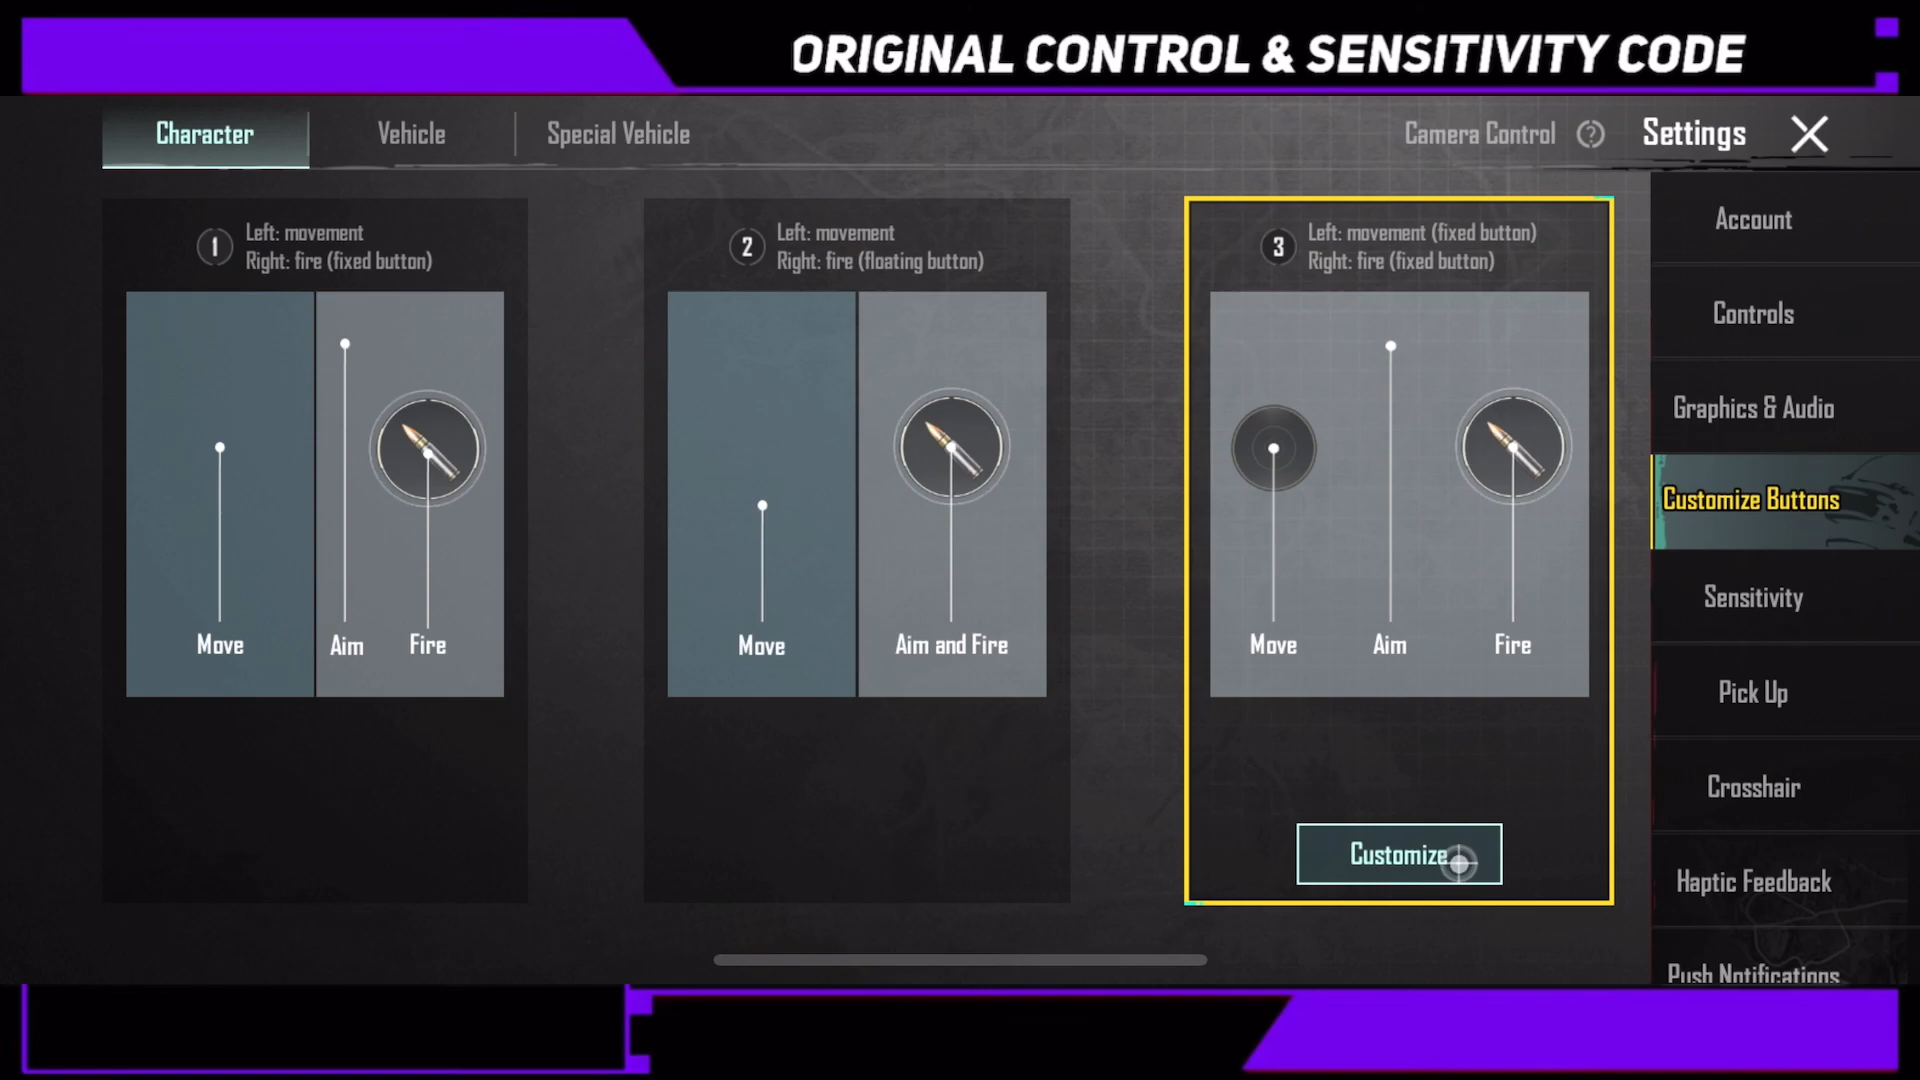 ORIGINAL CONTROL & SENSITIVITY CODE
Character
Vehicle
Special Vehicle
Camera Control
?
Settings
1
Left: movement
Right: fire (fixed button)
Move
Aim
Fire
2
Left: movement
Right: fire (floating button)
Move
Aim and Fire
3
Left: movement (fixed button)
Right: fire (fixed button)
Move
Aim
Fire
Customize
Account
Controls
Graphics & Audio
Customize Buttons
Sensitivity
Pick Up
Crosshair
Haptic Feedback
Push Notifications